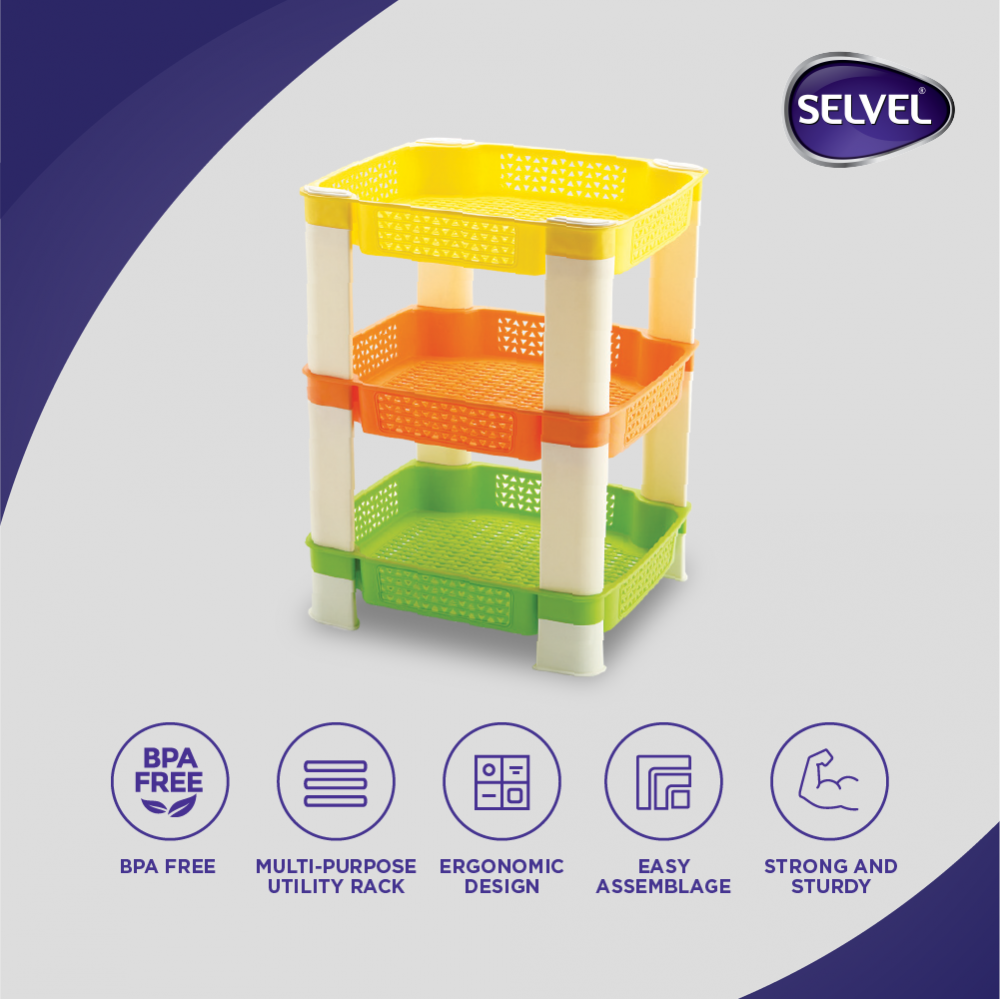 SELVEL®
BPA
FREE
BPA FREE
MULTI-PURPOSE
UTILITY RACK
ERGONOMIC
DESIGN
EASY
ASSEMBLAGE
STRONG AND
STURDY